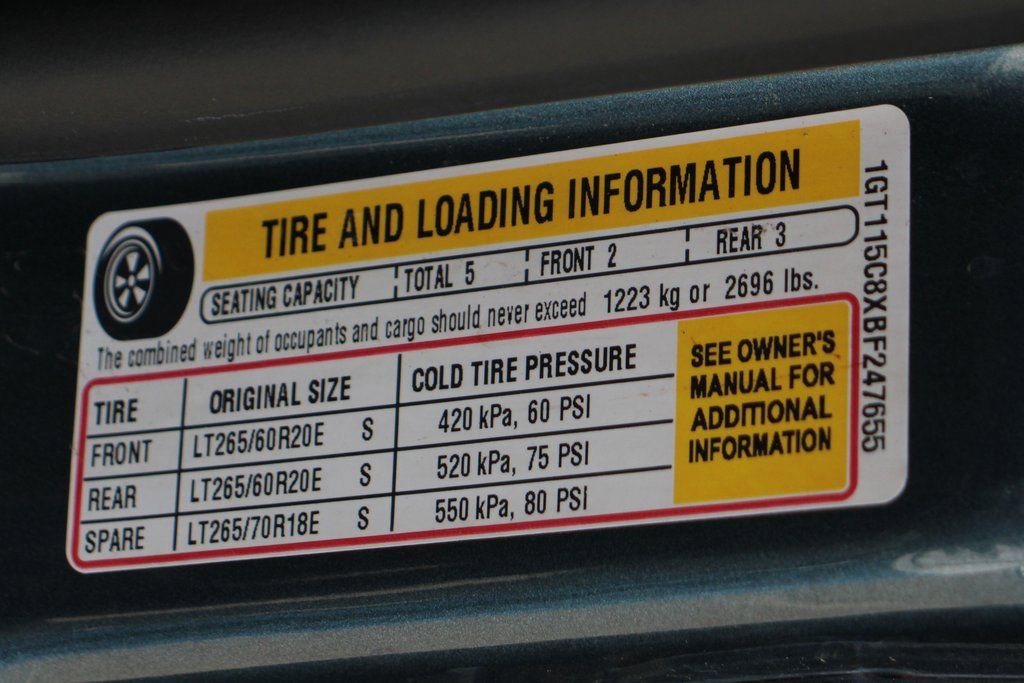 TIRE AND LOADING INFORMATION
SEATING CAPACITY TOTAL 5 FRONT 2 REAR 3
The combined weight of occupants and cargo should never exceed 1223 kg or 2696 lbs.
TIRE ORIGINAL SIZE COLD TIRE PRESSURE
FRONT LT265/60R20E S 420 kPa, 60 PSI
REAR LT265/60R20E S 520 kPa, 75 PSI
SPARE LT265/70R18E S 550 kPa, 80 PSI
SEE OWNER'S
MANUAL FOR
ADDITIONAL
INFORMATION
1GT115C8XBF247655